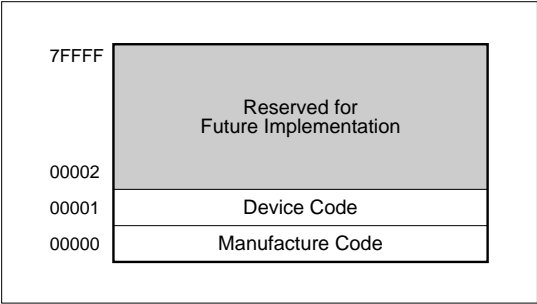 7FFFF
Reserved for
Future Implementation
00002
00001 Device Code
00000 Manufacture Code